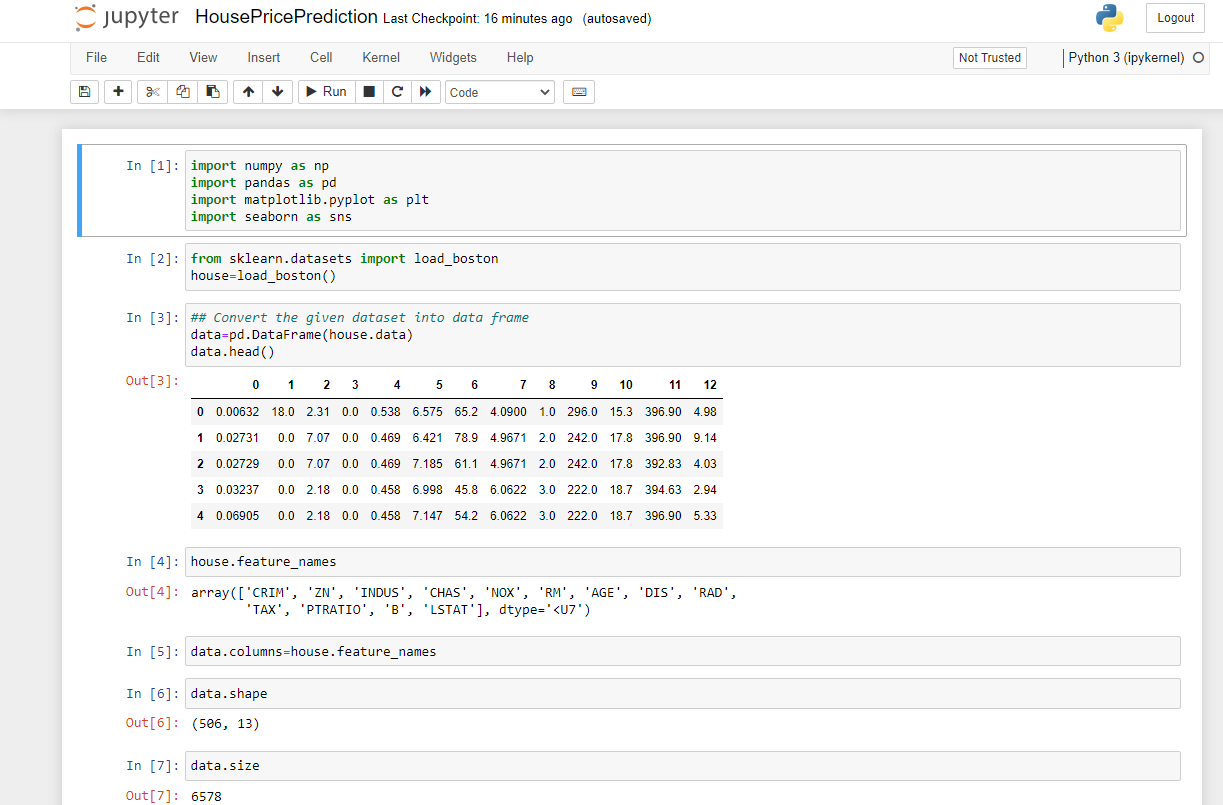 jupyter HousePricePrediction Last Checkpoint: 16 minutes ago (autosaved) Logout
File Edit View Insert Cell Kernel Widgets Help Not Trusted Python 3 (ipykernel)
Run Code
In [1]: import numpy as np
import pandas as pd
import matplotlib.pyplot as plt
import seaborn as sns
In [2]: from sklearn.datasets import load_boston
house=load_boston()
In [3]: ## Convert the given dataset into data frame
data=pd.DataFrame(house.data)
data.head()
Out[3]: 0 1 2 3 4 5 6 7 8 9 10 11 12
0 0.00632 18.0 2.31 0.0 0.538 6.575 65.2 4.0900 1.0 296.0 15.3 396.90 4.98
1 0.02731 0.0 7.07 0.0 0.469 6.421 78.9 4.9671 2.0 242.0 17.8 396.90 9.14
2 0.02729 0.0 7.07 0.0 0.469 7.185 61.1 4.9671 2.0 242.0 17.8 392.83 4.03
3 0.03237 0.0 2.18 0.0 0.458 6.998 45.8 6.0622 3.0 222.0 18.7 394.63 2.94
4 0.06905 0.0 2.18 0.0 0.458 7.147 54.2 6.0622 3.0 222.0 18.7 396.90 5.33
In [4]: house.feature_names
Out[4]: array(['CRIM', 'ZN', 'INDUS', 'CHAS', 'NOX', 'RM', 'AGE', 'DIS', 'RAD',
'TAX', 'PTRATIO', 'B', 'LSTAT'], dtype='<U7')
In [5]: data.columns=house.feature_names
In [6]: data.shape
Out[6]: (506, 13)
In [7]: data.size
Out[7]: 6578